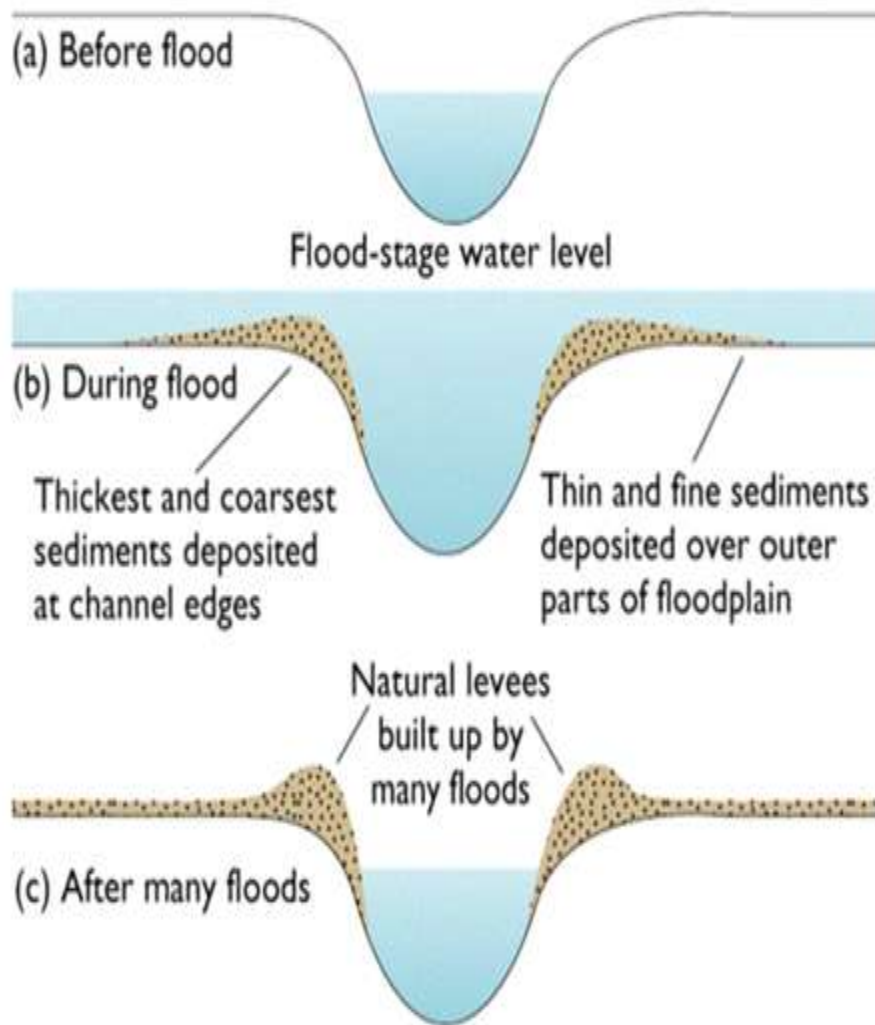 (a) Before flood
Flood-stage water level
(b) During flood
Thickest and coarsest
sediments deposited
at channel edges
Thin and fine sediments
deposited over outer
parts of floodplain
Natural levees
built up by
many floods
(c) After many floods